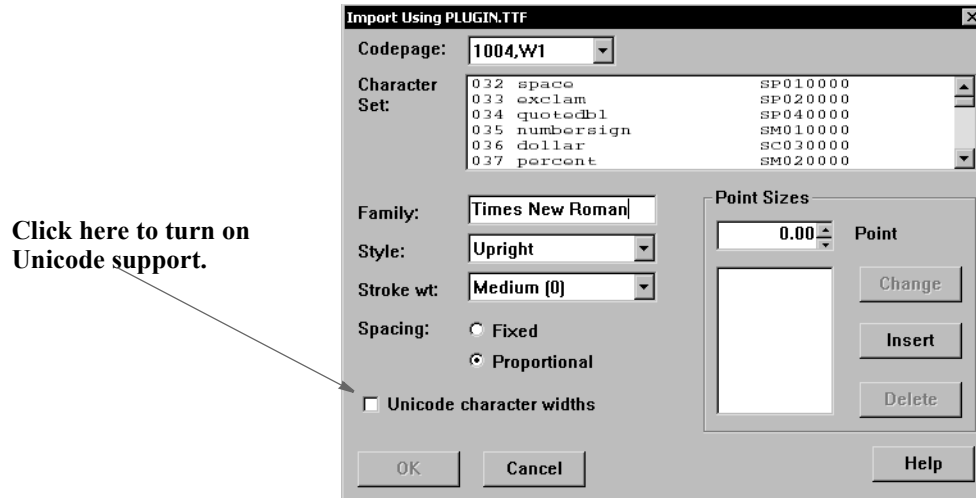 Import Using PLUGIN.TTF
Codepage: 1004,W1
Character
Set:
032 space SP010000
033 exclam SP020000
034 quotedbl SP040000
035 numbersign SM010000
036 dollar SC030000
037 percent SM020000
Family: Times New Roman
Style: Upright
Stroke wt: Medium (0)
Spacing: Fixed
Proportional
Unicode character widths
Point Sizes
0.00 Point
Change
Insert
Delete
OK Cancel Help
Click here to turn on
Unicode support.